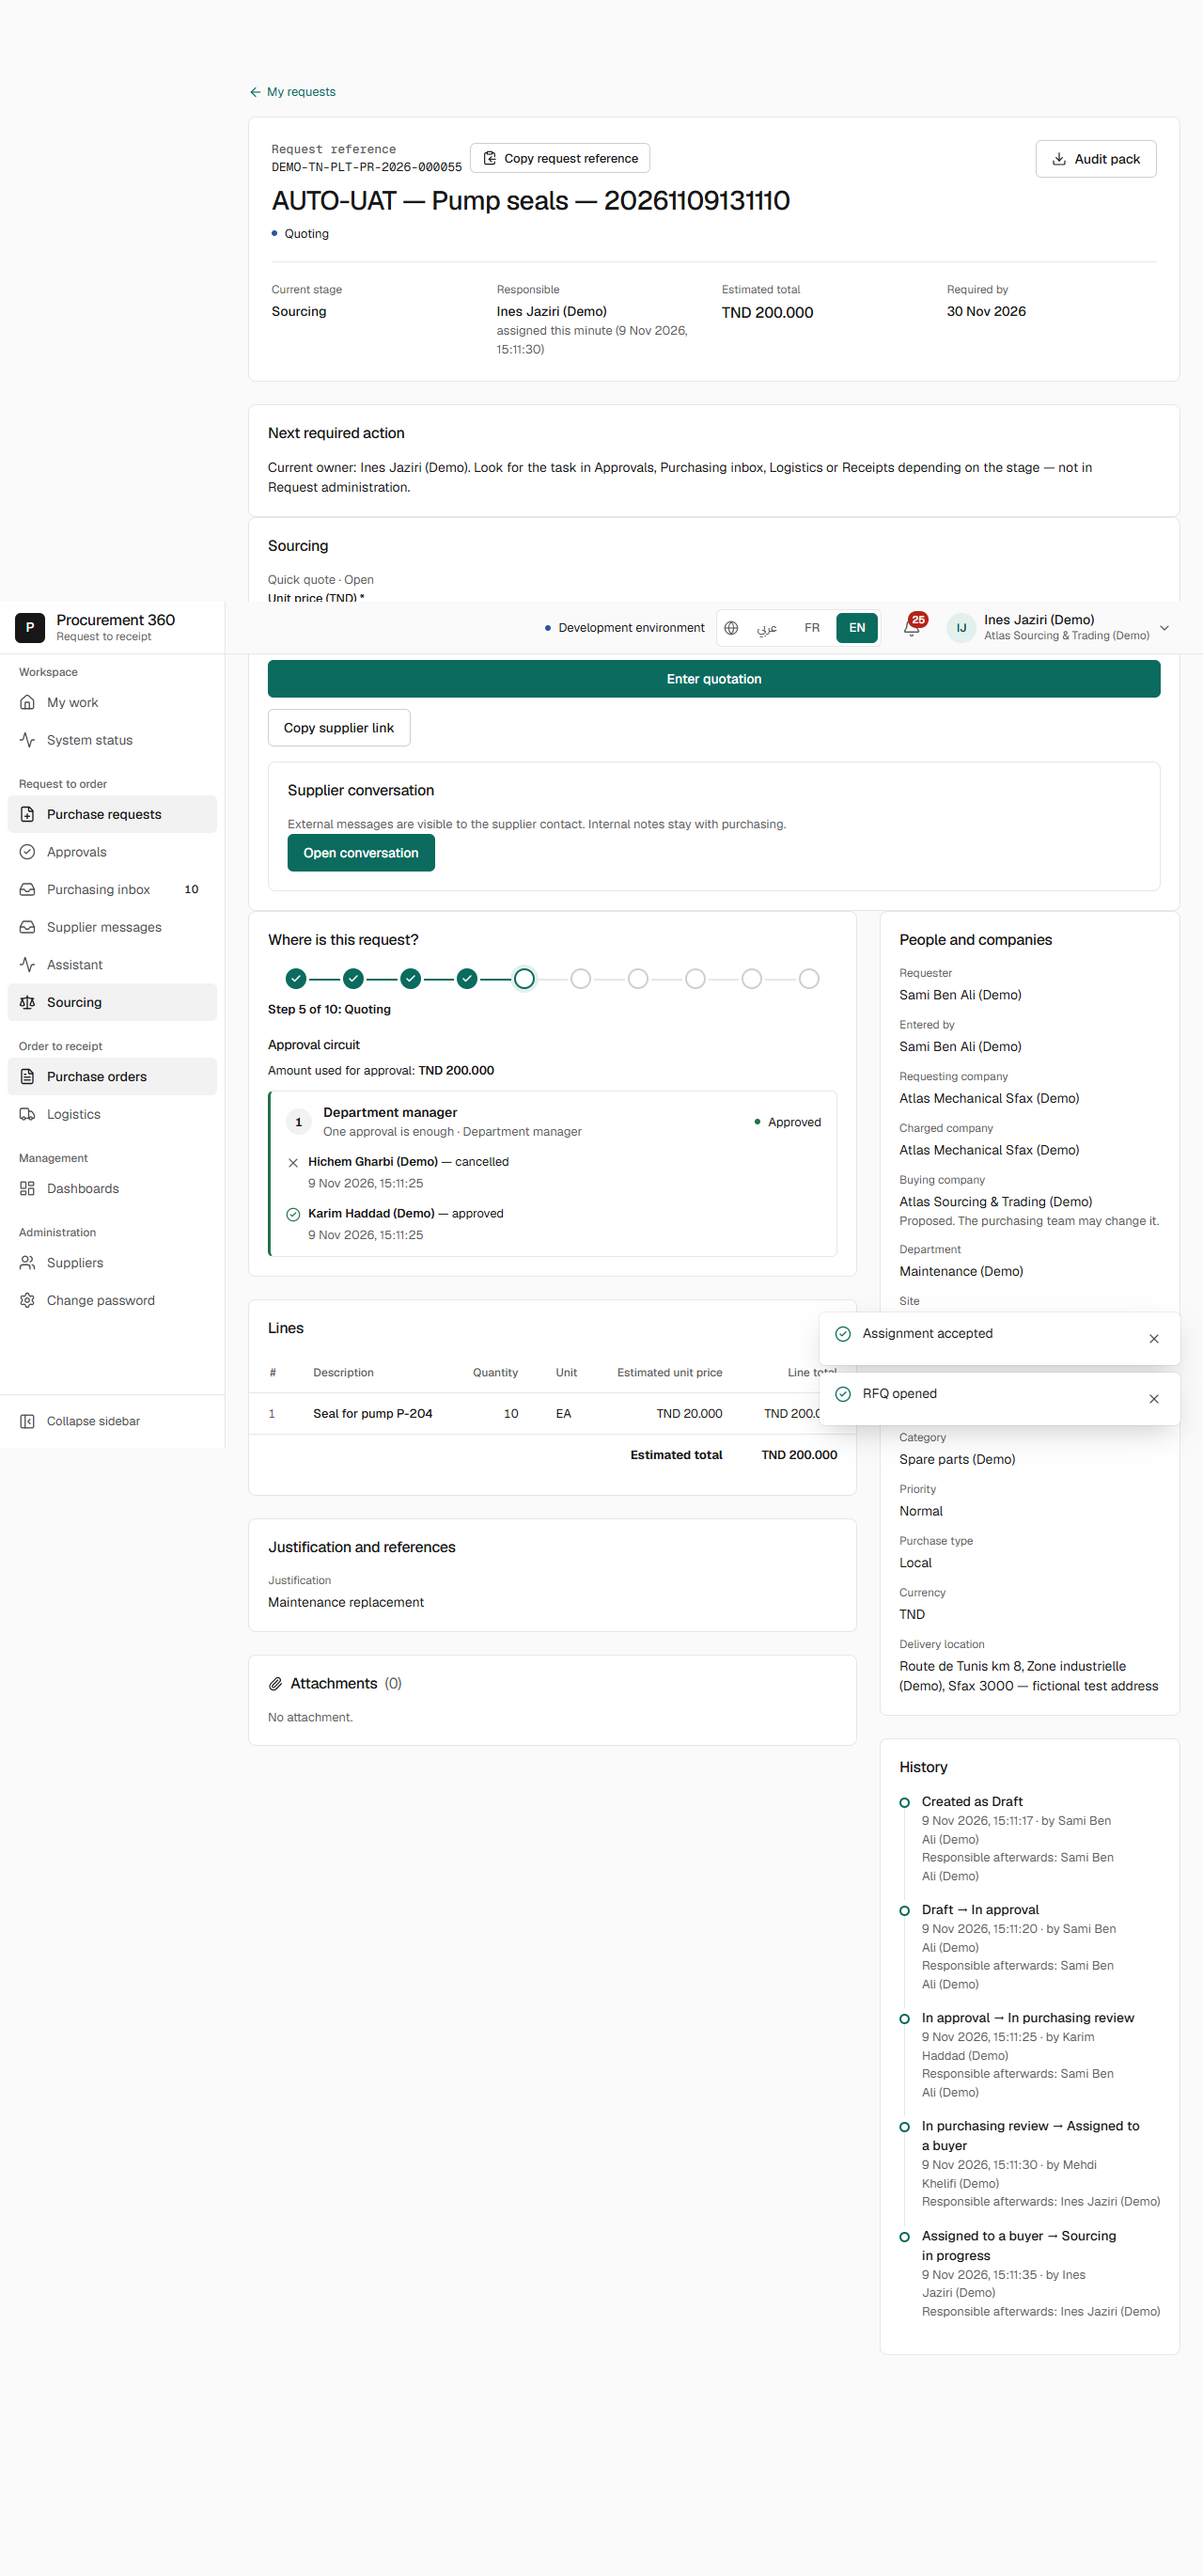 My requests
Request reference
DEMO-TN-PLT-PR-2026-000055
Copy request reference
Audit pack
AUTO-UAT — Pump seals — 20261109131110
Quoting
Current stage
Sourcing
Responsible
Ines Jaziri (Demo)
assigned this minute (9 Nov 2026,
15:11:30)
Estimated total
TND 200.000
Required by
30 Nov 2026
Next required action
Current owner: Ines Jaziri (Demo). Look for the task in Approvals, Purchasing inbox, Logistics or Receipts depending on the stage — not in
Request administration.
Sourcing
Quick quote · Open
Unit price (TND) *
P
Procurement 360
Request to receipt
Development environment
عربي
FR
EN
25
IJ
Ines Jaziri (Demo)
Atlas Sourcing & Trading (Demo)
Workspace
My work
System status
Request to order
Purchase requests
Approvals
Purchasing inbox 10
Supplier messages
Assistant
Sourcing
Order to receipt
Purchase orders
Logistics
Management
Dashboards
Administration
Suppliers
Change password
Collapse sidebar
Enter quotation
Copy supplier link
Supplier conversation
External messages are visible to the supplier contact. Internal notes stay with purchasing.
Open conversation
Where is this request?
Step 5 of 10: Quoting
Approval circuit
Amount used for approval: TND 200.000
1
Department manager
One approval is enough · Department manager
Approved
Hichem Gharbi (Demo) — cancelled
9 Nov 2026, 15:11:25
Karim Haddad (Demo) — approved
9 Nov 2026, 15:11:25
Lines
# Description Quantity Unit Estimated unit price Line total
1 Seal for pump P-204 10 EA TND 20.000 TND 200.0
Estimated total TND 200.000
Justification and references
Justification
Maintenance replacement
Attachments (0)
No attachment.
People and companies
Requester
Sami Ben Ali (Demo)
Entered by
Sami Ben Ali (Demo)
Requesting company
Atlas Mechanical Sfax (Demo)
Charged company
Atlas Mechanical Sfax (Demo)
Buying company
Atlas Sourcing & Trading (Demo)
Proposed. The purchasing team may change it.
Department
Maintenance (Demo)
Site
Assignment accepted
RFQ opened
Category
Spare parts (Demo)
Priority
Normal
Purchase type
Local
Currency
TND
Delivery location
Route de Tunis km 8, Zone industrielle
(Demo), Sfax 3000 — fictional test address
History
Created as Draft
9 Nov 2026, 15:11:17 · by Sami Ben
Ali (Demo)
Responsible afterwards: Sami Ben
Ali (Demo)
Draft → In approval
9 Nov 2026, 15:11:20 · by Sami Ben
Ali (Demo)
Responsible afterwards: Sami Ben
Ali (Demo)
In approval → In purchasing review
9 Nov 2026, 15:11:25 · by Karim
Haddad (Demo)
Responsible afterwards: Sami Ben
Ali (Demo)
In purchasing review → Assigned to
a buyer
9 Nov 2026, 15:11:30 · by Mehdi
Khelifi (Demo)
Responsible afterwards: Ines Jaziri (Demo)
Assigned to a buyer → Sourcing
in progress
9 Nov 2026, 15:11:35 · by Ines
Jaziri (Demo)
Responsible afterwards: Ines Jaziri (Demo)